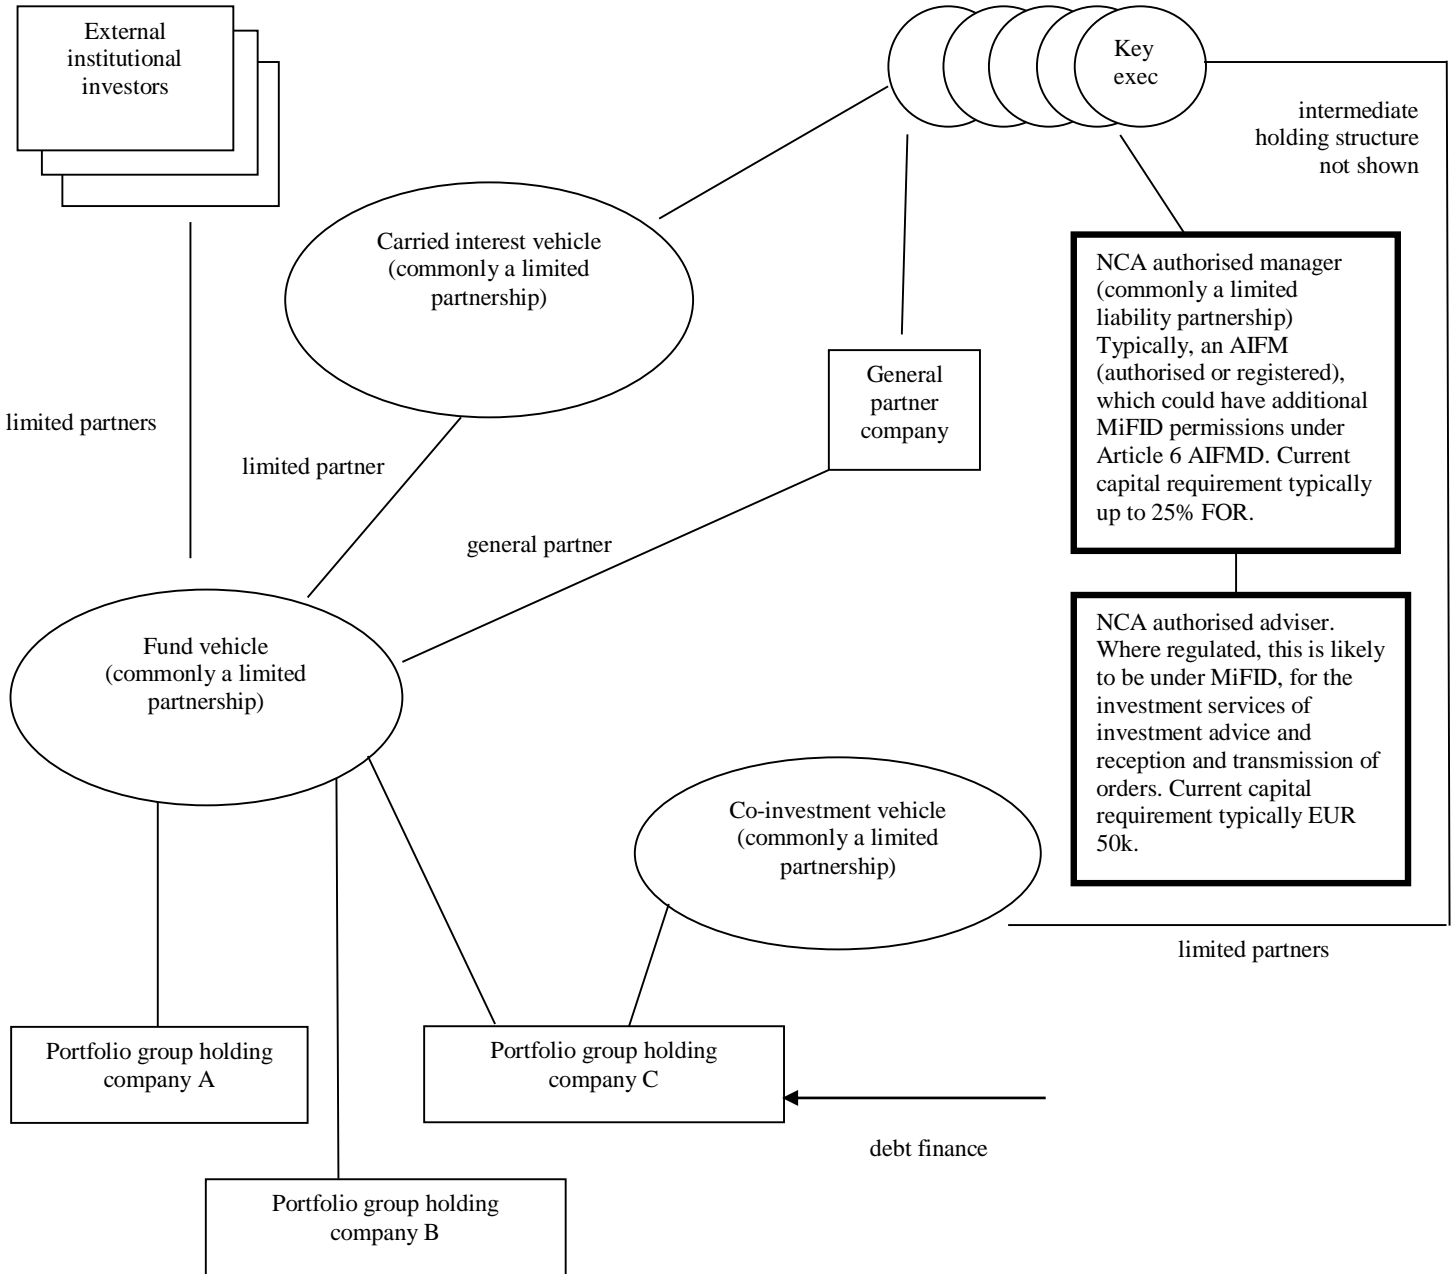 External
institutional
investors
Key
exec
intermediate
holding structure
not shown
Carried interest vehicle
(commonly a limited
partnership)
NCA authorised manager
(commonly a limited
liability partnership)
Typically, an AIFM
(authorised or registered),
which could have additional
MiFID permissions under
Article 6 AIFMD. Current
capital requirement typically
up to 25% FOR.
General
partner
company
limited partners
limited partner
general partner
Fund vehicle
(commonly a limited
partnership)
NCA authorised adviser.
Where regulated, this is likely
to be under MiFID, for the
investment services of
investment advice and
reception and transmission of
orders. Current capital
requirement typically EUR
50k.
Co-investment vehicle
(commonly a limited
partnership)
limited partners
Portfolio group holding
company A
Portfolio group holding
company C
debt finance
Portfolio group holding
company B